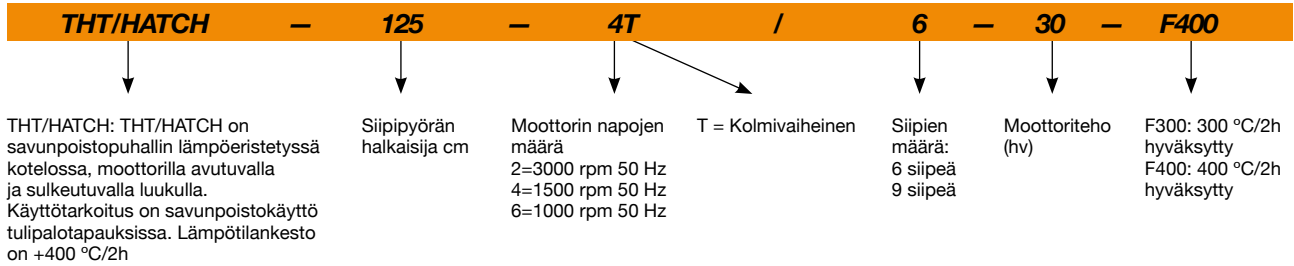 THT/HATCH — 125 — 4T / 6 — 30 — F400
THT/HATCH: THT/HATCH on
savunpoistopuhallin lämpöeristetyssä
kotelossa, moottorilla avutuvalla
ja sulkeutuvalla luukulla.
Käyttötarkoitus on savunpoistokäyttö
tulipalotapauksissa. Lämpötilankesto
on +400 ºC/2h
Siipipyörän
halkaisija cm
Moottorin napojen
määrä
2=3000 rpm 50 Hz
4=1500 rpm 50 Hz
6=1000 rpm 50 Hz
T = Kolmivaiheinen
Siipien
määrä:
6 siipeä
9 siipeä
Moottoriteho
(hv)
F300: 300 ºC/2h
hyväksytty
F400: 400 ºC/2h
hyväksytty